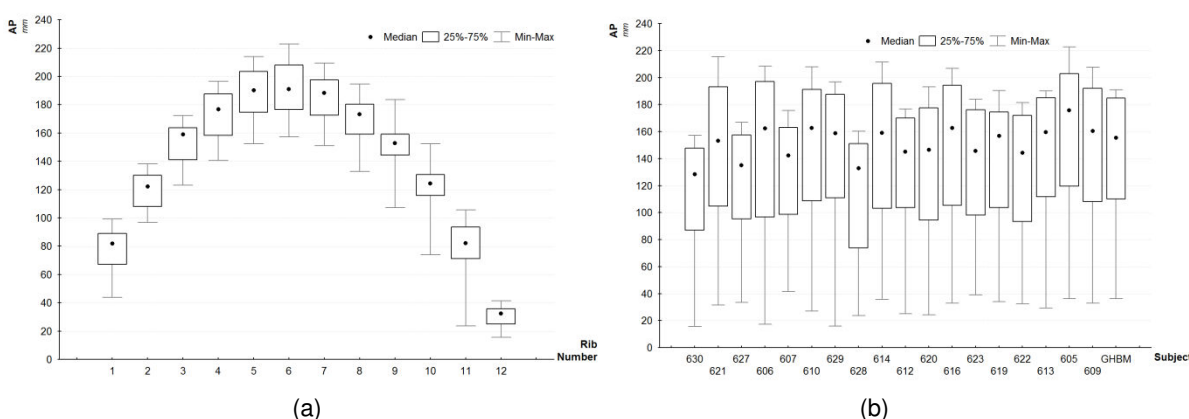 AP
mm
240
220
200
180
160
140
120
100
80
60
40
20
0
Median 25%-75% Min-Max
1 2 3 4 5 6 7 8 9 10 11 12
Rib
Number
(a)
AP
mm
240
220
200
180
160
140
120
100
80
60
40
20
0
Median 25%-75% Min-Max
630 627 607 629 614 620 623 622 605 GHBM
621 606 610 628 612 616 619 613 609
Subject
(b)